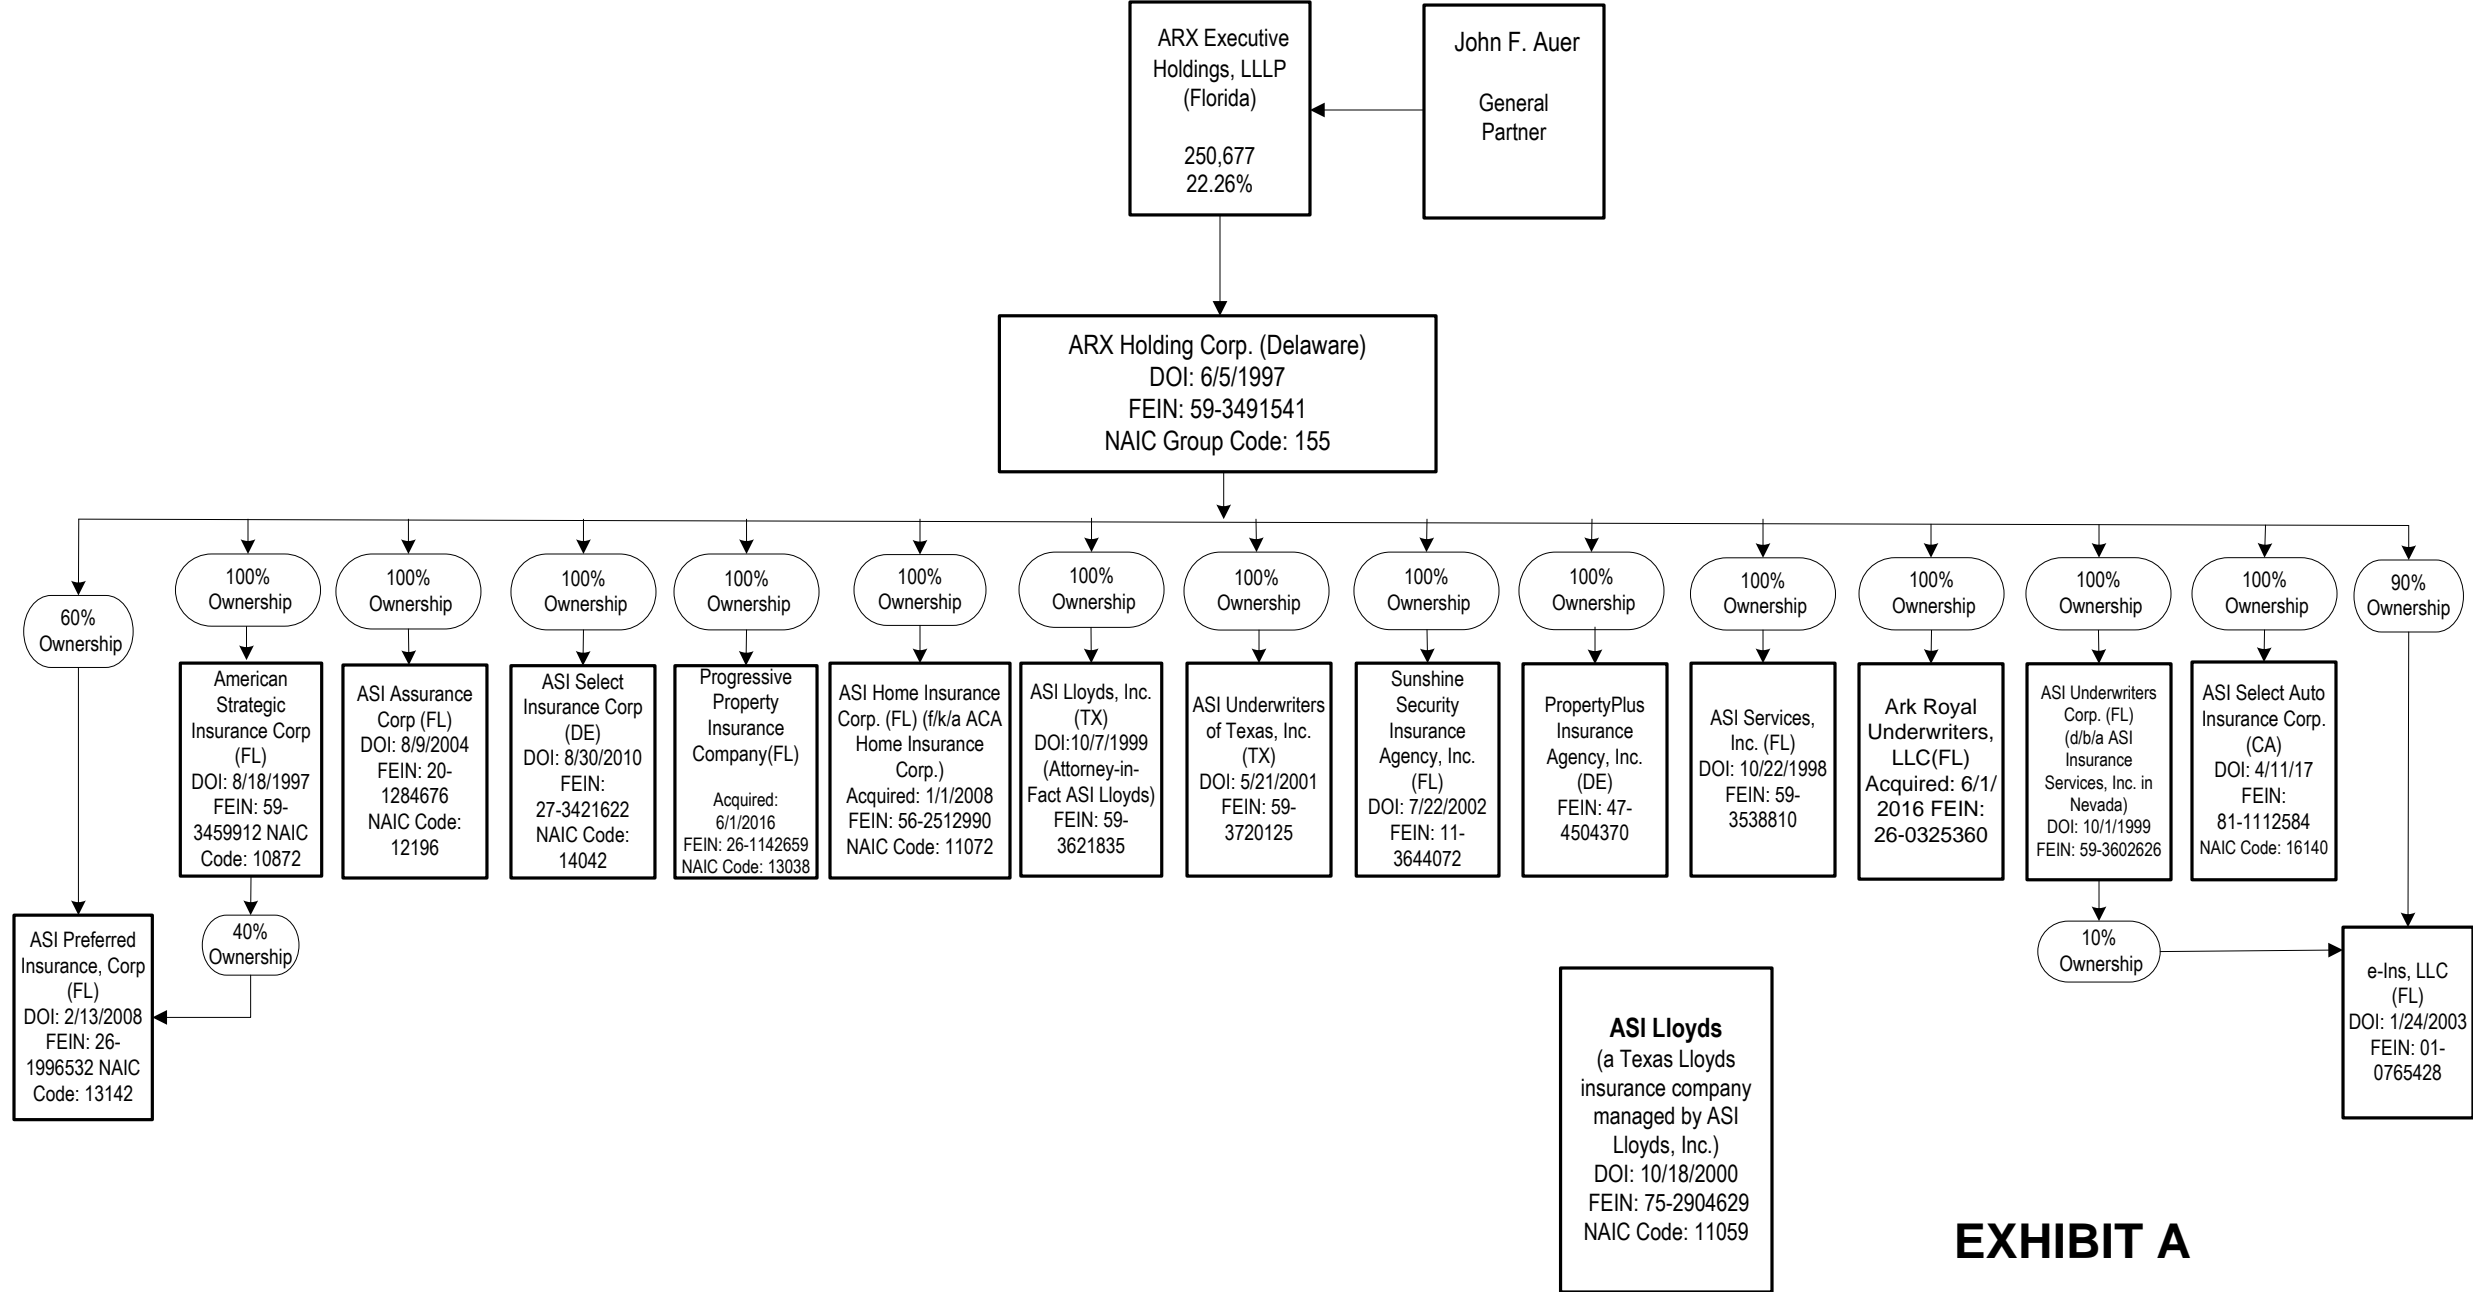 ARX Executive
Holdings, LLLP
(Florida)
250,677
22.26%
John F. Auer
General
Partner
ARX Holding Corp. (Delaware)
DOI: 6/5/1997
FEIN: 59-3491541
NAIC Group Code: 155
60%
Ownership
100%
Ownership
100%
Ownership
100%
Ownership
100%
Ownership
100%
Ownership
100%
Ownership
100%
Ownership
100%
Ownership
100%
Ownership
100%
Ownership
100%
Ownership
100%
Ownership
100%
Ownership
90%
Ownership
American
Strategic
Insurance Corp
(FL)
DOI: 8/18/1997
FEIN: 59-
3459912 NAIC
Code: 10872
ASI Assurance
Corp (FL)
DOI: 8/9/2004
FEIN: 20-
1284676
NAIC Code:
12196
ASI Select
Insurance Corp
(DE)
DOI: 8/30/2010
FEIN:
27-3421622
NAIC Code:
14042
Progressive
Property
Insurance
Company(FL)
Acquired:
6/1/2016
FEIN: 26-1142659
NAIC Code: 13038
ASI Home Insurance
Corp. (FL) (f/k/a ACA
Home Insurance
Corp.)
Acquired: 1/1/2008
FEIN: 56-2512990
NAIC Code: 11072
ASI Lloyds, Inc.
(TX)
DOI:10/7/1999
(Attorney-in-
Fact ASI Lloyds)
FEIN: 59-
3621835
ASI Underwriters
of Texas, Inc.
(TX)
DOI: 5/21/2001
FEIN: 59-
3720125
Sunshine
Security
Insurance
Agency, Inc.
(FL)
DOI: 7/22/2002
FEIN: 11-
3644072
PropertyPlus
Insurance
Agency, Inc.
(DE)
FEIN: 47-
4504370
ASI Services,
Inc. (FL)
DOI: 10/22/1998
FEIN: 59-
3538810
Ark Royal
Underwriters,
LLC(FL)
Acquired: 6/1/
2016 FEIN:
26-0325360
ASI Underwriters
Corp. (FL)
(d/b/a ASI
Insurance
Services, Inc. in
Nevada)
DOI: 10/1/1999
FEIN: 59-3602626
ASI Select Auto
Insurance Corp.
(CA)
DOI: 4/11/17
FEIN:
81-1112584
NAIC Code: 16140
ASI Preferred
Insurance, Corp
(FL)
DOI: 2/13/2008
FEIN: 26-
1996532 NAIC
Code: 13142
40%
Ownership
10%
Ownership
e-Ins, LLC
(FL)
DOI: 1/24/2003
FEIN: 01-
0765428
ASI Lloyds
(a Texas Lloyds
insurance company
managed by ASI
Lloyds, Inc.)
DOI: 10/18/2000
FEIN: 75-2904629
NAIC Code: 11059
EXHIBIT A